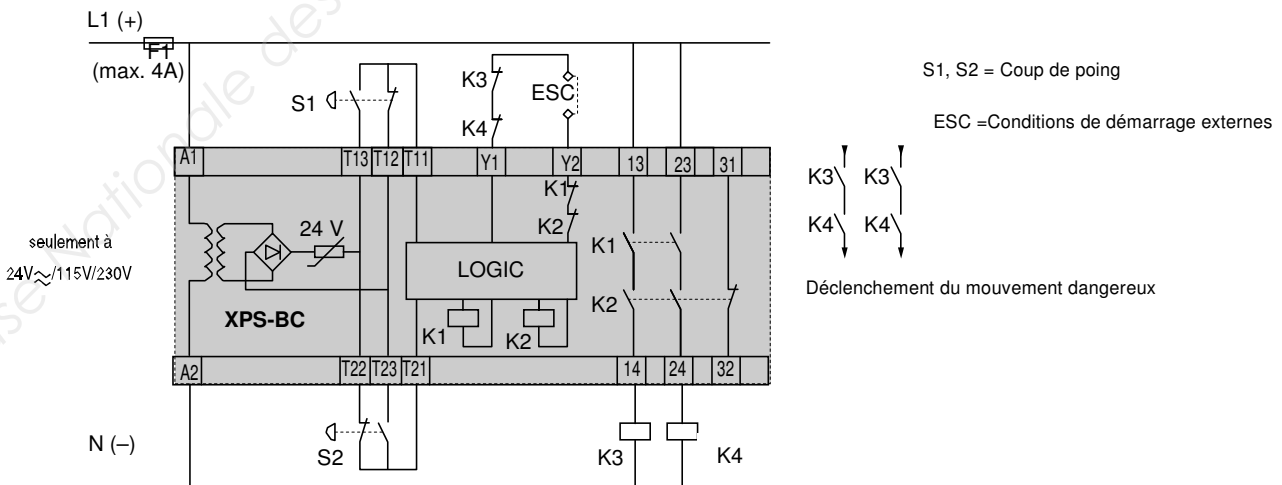 L1 (+)
F1
(max. 4A)
S1
K3
K4
ESC
S1, S2 = Coup de poing
ESC =Conditions de démarrage externes
A1
T13
T12
T11
Y1
Y2
13
23
31
K3
K3
K4
K4
K1
K2
24 V
LOGIC
K1
K2
seulement à
24V~/115V/230V
XPS-BC
K1
K2
Déclenchement du mouvement dangereux
A2
T22
T23
T21
14
24
32
N (–)
S2
K3
K4
Nationale des
ise